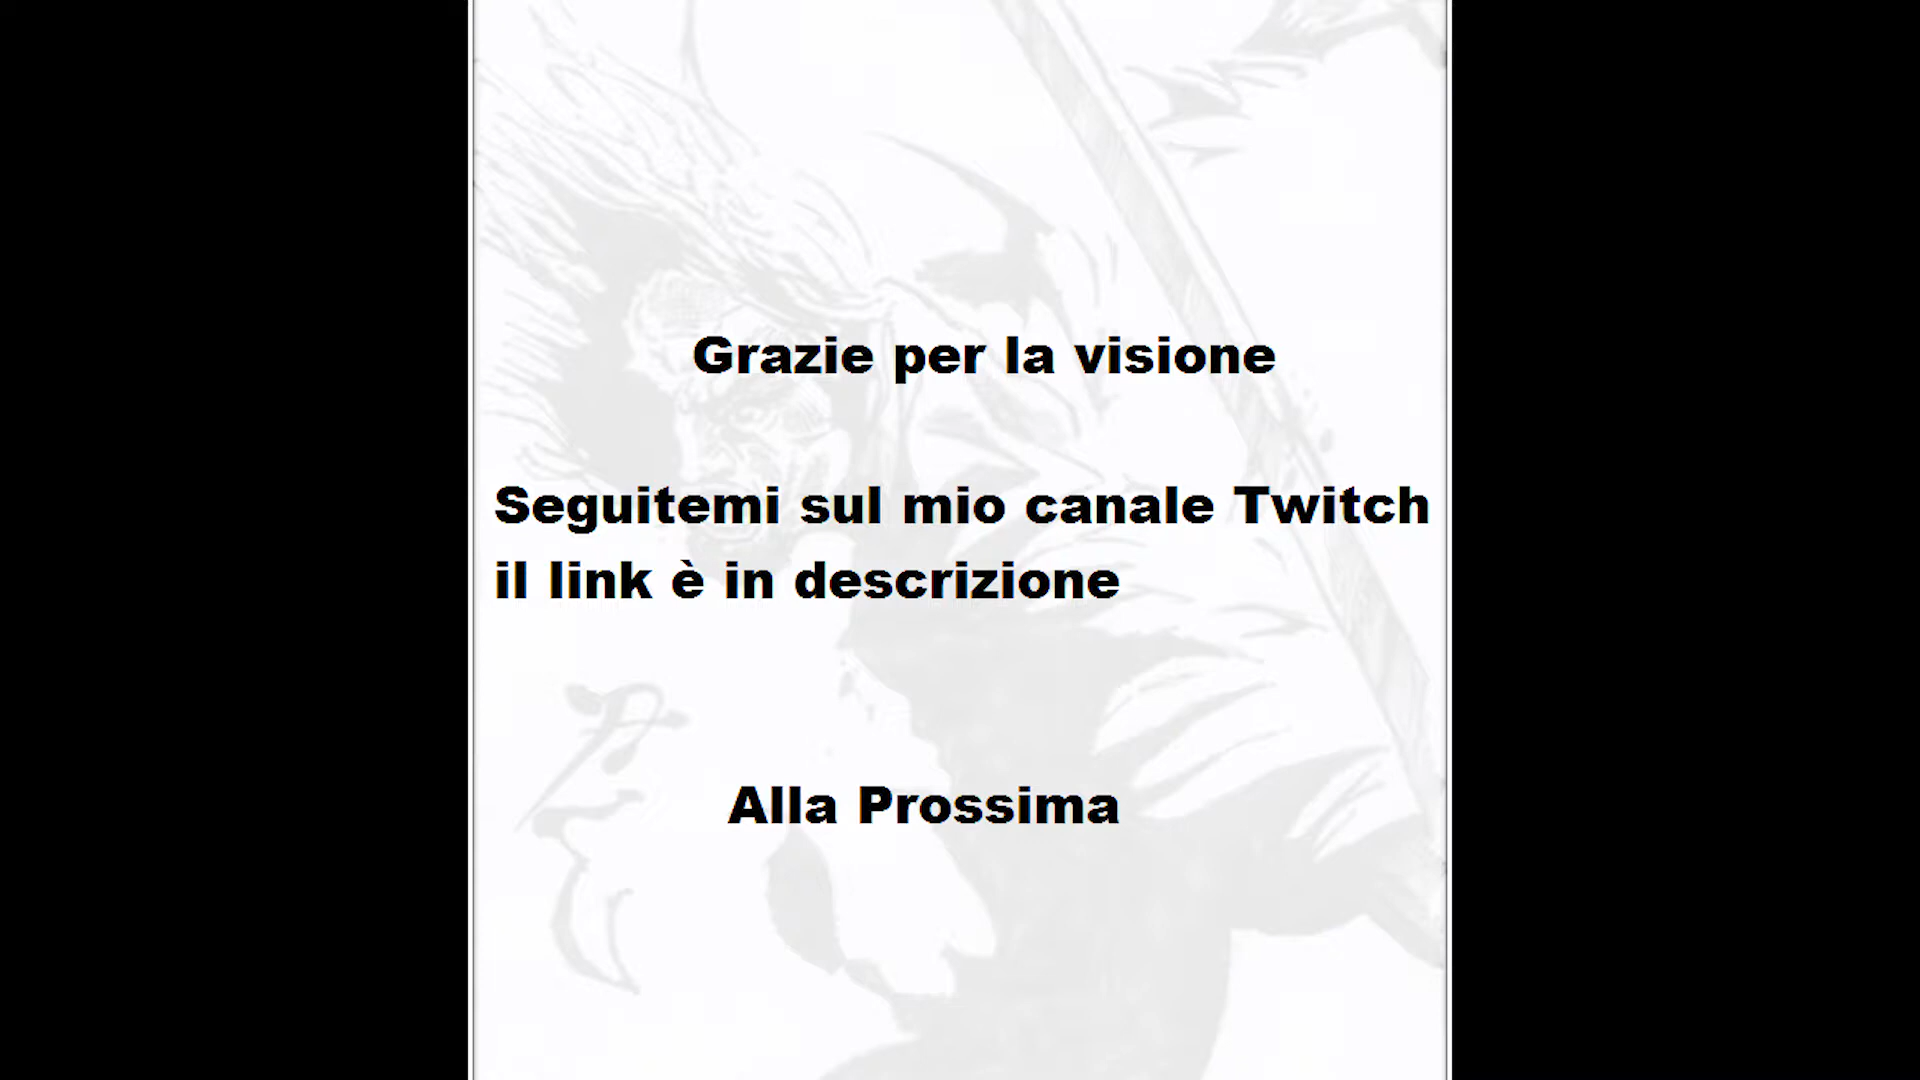 Grazie per la visione
Seguitemi sul mio canale Twitch
il link è in descrizione
Alla Prossima